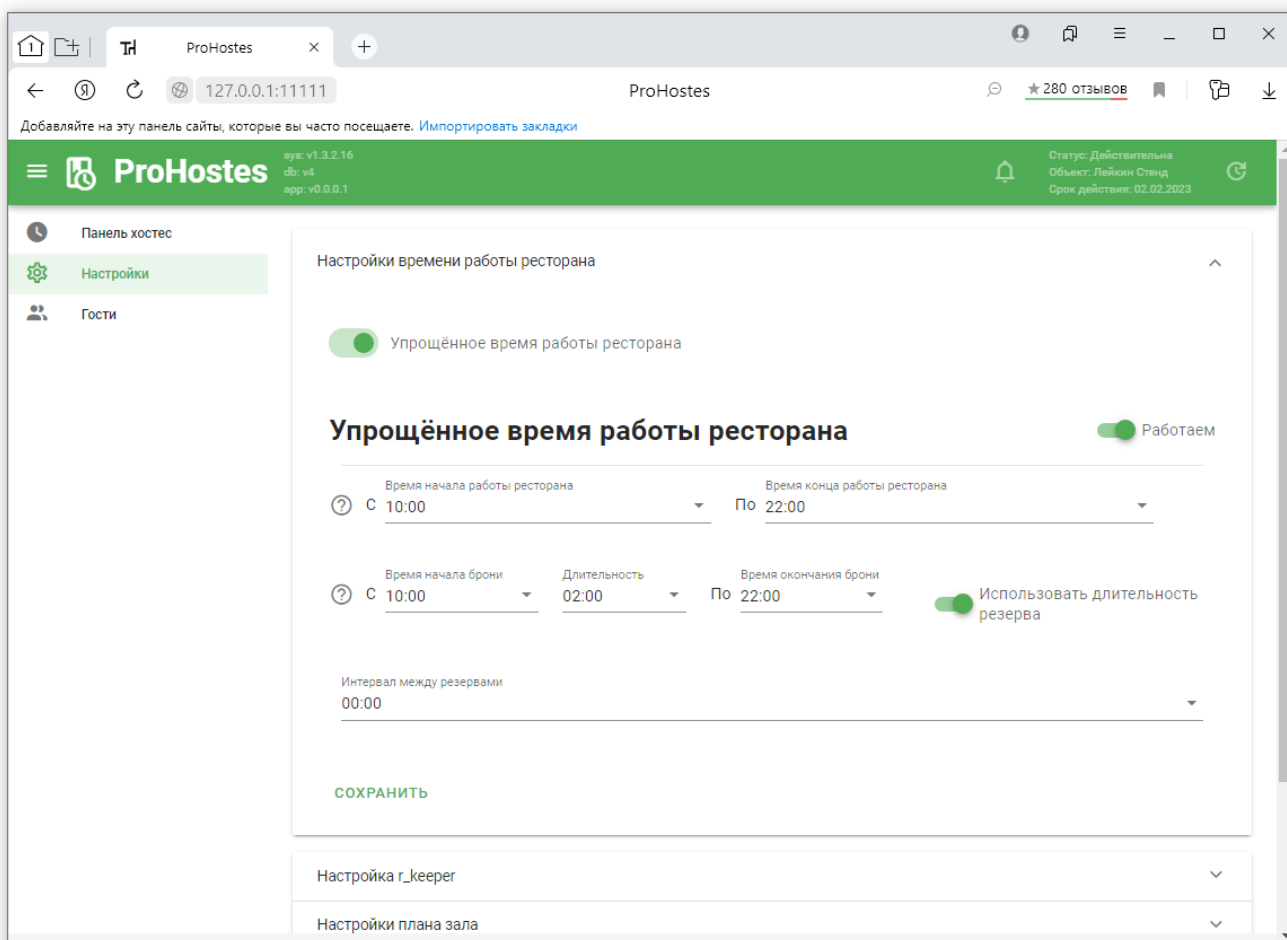 1
ProHostes
Я
127.0.0.1:11111
ProHostes
280 отзывов
Добавляйте на эту панель сайты, которые вы часто посещаете. Импортировать закладки
ProHostes
sys: v1.3.2.16
db: v4
app: v0.0.0.1
Статус: Действительна
Объект: Лейкин Стенд
Срок действия: 02.02.2023
Панель хостес
Настройки
Гости
Настройки времени работы ресторана
Упрощённое время работы ресторана
Упрощённое время работы ресторана
Работаем
Время начала работы ресторана
Время конца работы ресторана
С 10:00 По 22:00
Время начала брони
Длительность
Время окончания брони
С 10:00 02:00 По 22:00
Использовать длительность
резерва
Интервал между резервами
00:00
СОХРАНИТЬ
Настройка r_keeper
Настройки плана зала